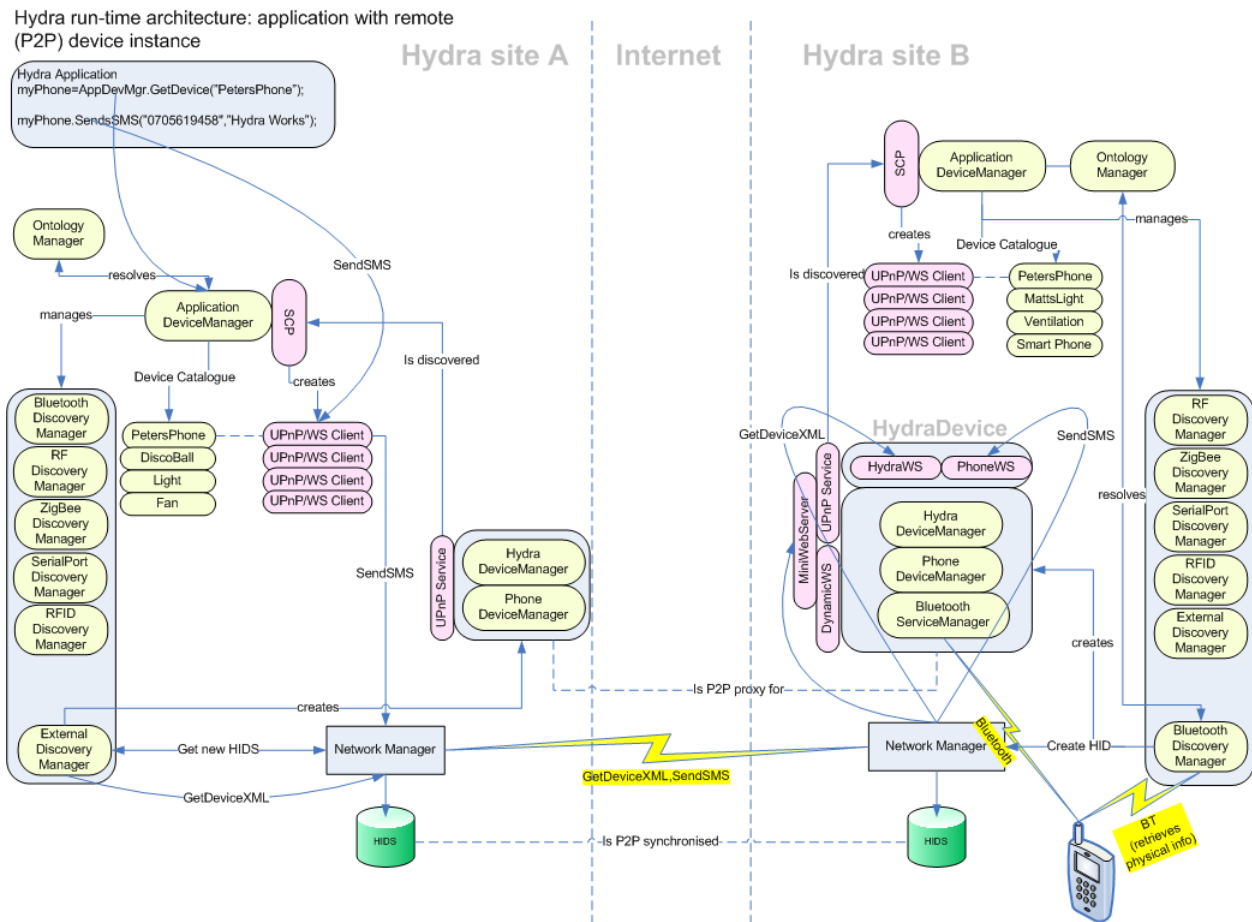 Hydra run-time architecture: application with remote
(P2P) device instance
Hydra site A
Internet
Hydra site B
Hydra Application
myPhone=AppDevMgr.GetDevice("PetersPhone");
myPhone.SendsSMS("0705619458","Hydra Works");
Ontology
Manager
resolves
SendSMS
Application
DeviceManager
SCP
manages
Is discovered
Device Catalogue
creates
Bluetooth
Discovery
Manager
RF
Discovery
Manager
ZigBee
Discovery
Manager
SerialPort
Discovery
Manager
RFID
Discovery
Manager
External
Discovery
Manager
PetersPhone
DiscoBall
Light
Fan
UPnP/WS Client
UPnP/WS Client
UPnP/WS Client
UPnP/WS Client
SendSMS
UPnP Service
Hydra
DeviceManager
Phone
DeviceManager
creates
Get new HIDS
Network Manager
GetDeviceXML
HIDS
Is P2P proxy for
GetDeviceXML,SendSMS
Is P2P synchronised
SCP
Application
DeviceManager
Ontology
Manager
creates
manages
Device Catalogue
Is discovered
UPnP/WS Client
UPnP/WS Client
UPnP/WS Client
UPnP/WS Client
PetersPhone
MattsLight
Ventilation
Smart Phone
GetDeviceXML
HydraDevice
SendSMS
HydraWS
PhoneWS
MiniWebServer
UPnP Service
DynamicWS
Hydra
DeviceManager
Phone
DeviceManager
Bluetooth
ServiceManager
resolves
RF
Discovery
Manager
ZigBee
Discovery
Manager
SerialPort
Discovery
Manager
RFID
Discovery
Manager
External
Discovery
Manager
creates
Bluetooth
Discovery
Manager
Network Manager
Create HID
Bluetooth
HIDS
BT
(retrieves
physical info)